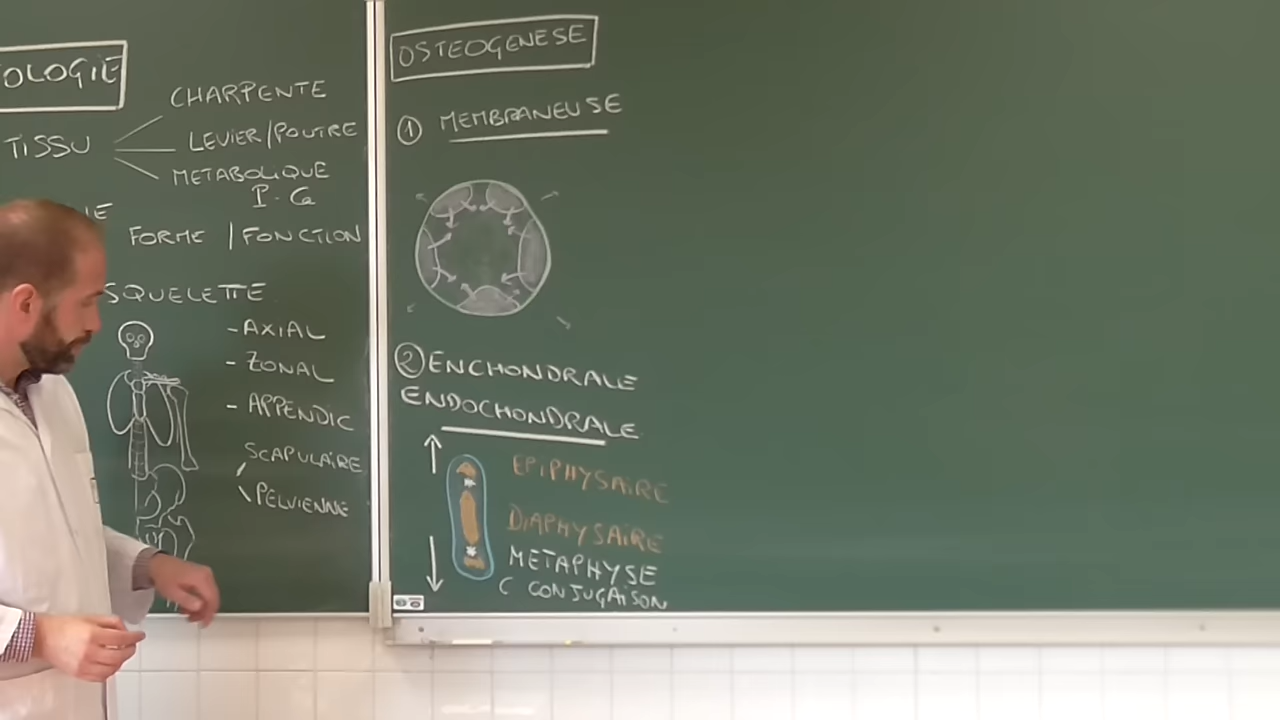 OLOGIE
TISSU
CHARPENTE
LEVIER/POUTRE
METABOLIQUE
P. Ca
IE
FORME / FONCTION
SQUELETTE
- AXIAL
- ZONAL
- APPENDIC
SCAPULAIRE
PELVIENNE
OSTEOGENESE
1 MEMBRANEUSE
2 ENCHONDRALE
ENDOCHONDRALE
EPIPHYSAIRE
DIAPHYSAIRE
METAPHYSE
C CONJUGAISON